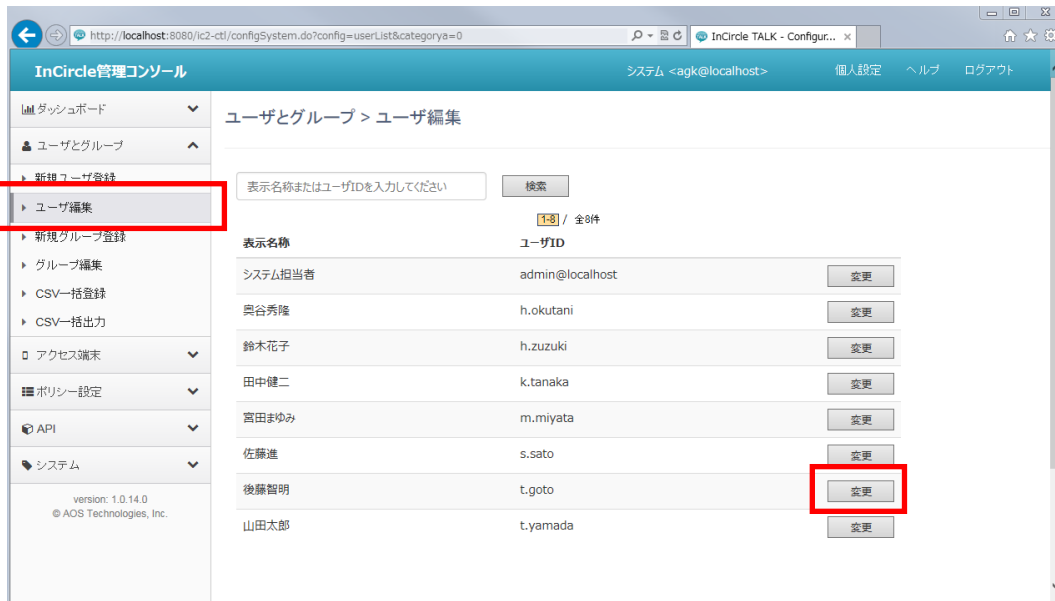 http://localhost:8080/ic2-ctl/configSystem.do?config=userList&categorya=0
InCircle TALK - Configur...
InCircle管理コンソール
システム <agk@localhost>
個人設定
ヘルプ
ログアウト
ダッシュボード
ユーザとグループ
新規ユーザ登録
ユーザ編集
新規グループ登録
グループ編集
CSV一括登録
CSV一括出力
アクセス端末
ポリシー設定
API
システム
version: 1.0.14.0
© AOS Technologies, Inc.
ユーザとグループ > ユーザ編集
表示名称またはユーザIDを入力してください
検索
1-8 / 全8件
表示名称 ユーザID
システム担当者 admin@localhost 変更
奥谷秀隆 h.okutani 変更
鈴木花子 h.zuzuki 変更
田中健二 k.tanaka 変更
宮田まゆみ m.miyata 変更
佐藤進 s.sato 変更
後藤智明 t.goto 変更
山田太郎 t.yamada 変更